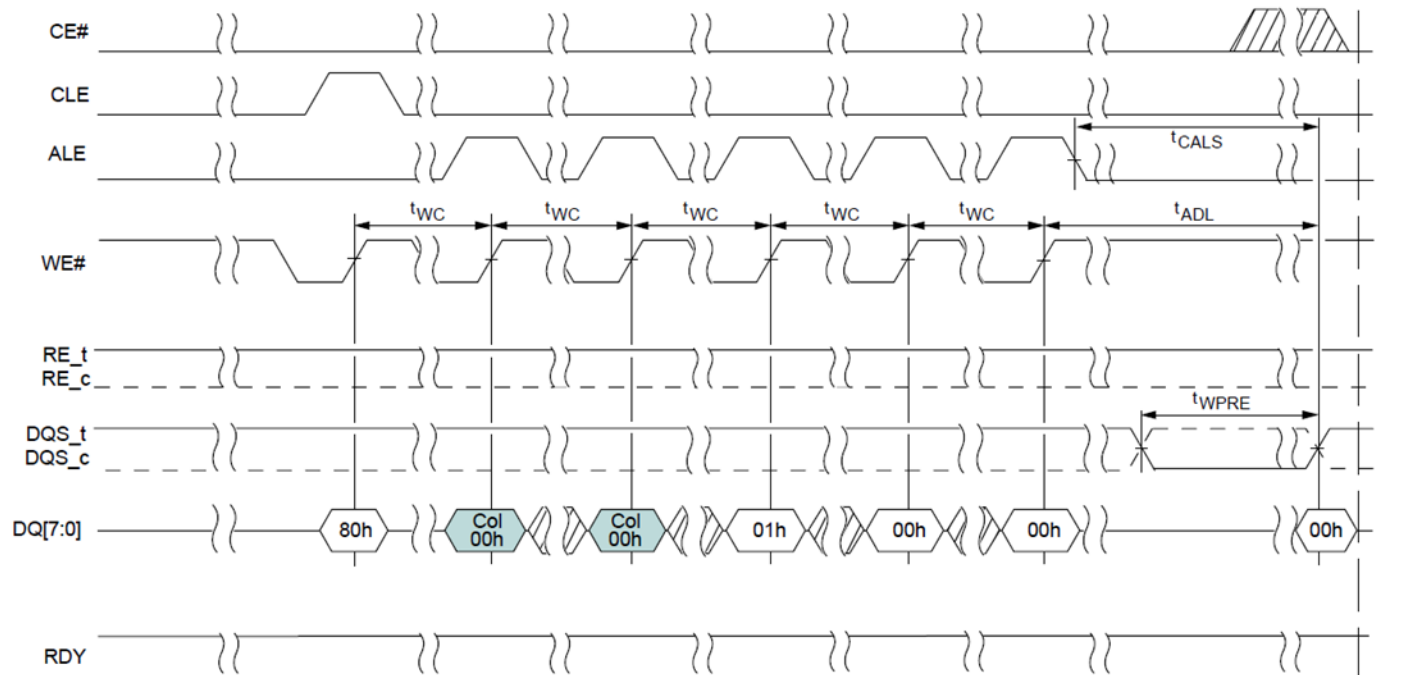 CE#
CLE
ALE
tCALS
tWC tWC tWC tWC tWC tADL
WE#
RE_t
RE_c
tWPRE
DQS_t
DQS_c
DQ[7:0] 80h Col 00h Col 00h 01h 00h 00h 00h
RDY